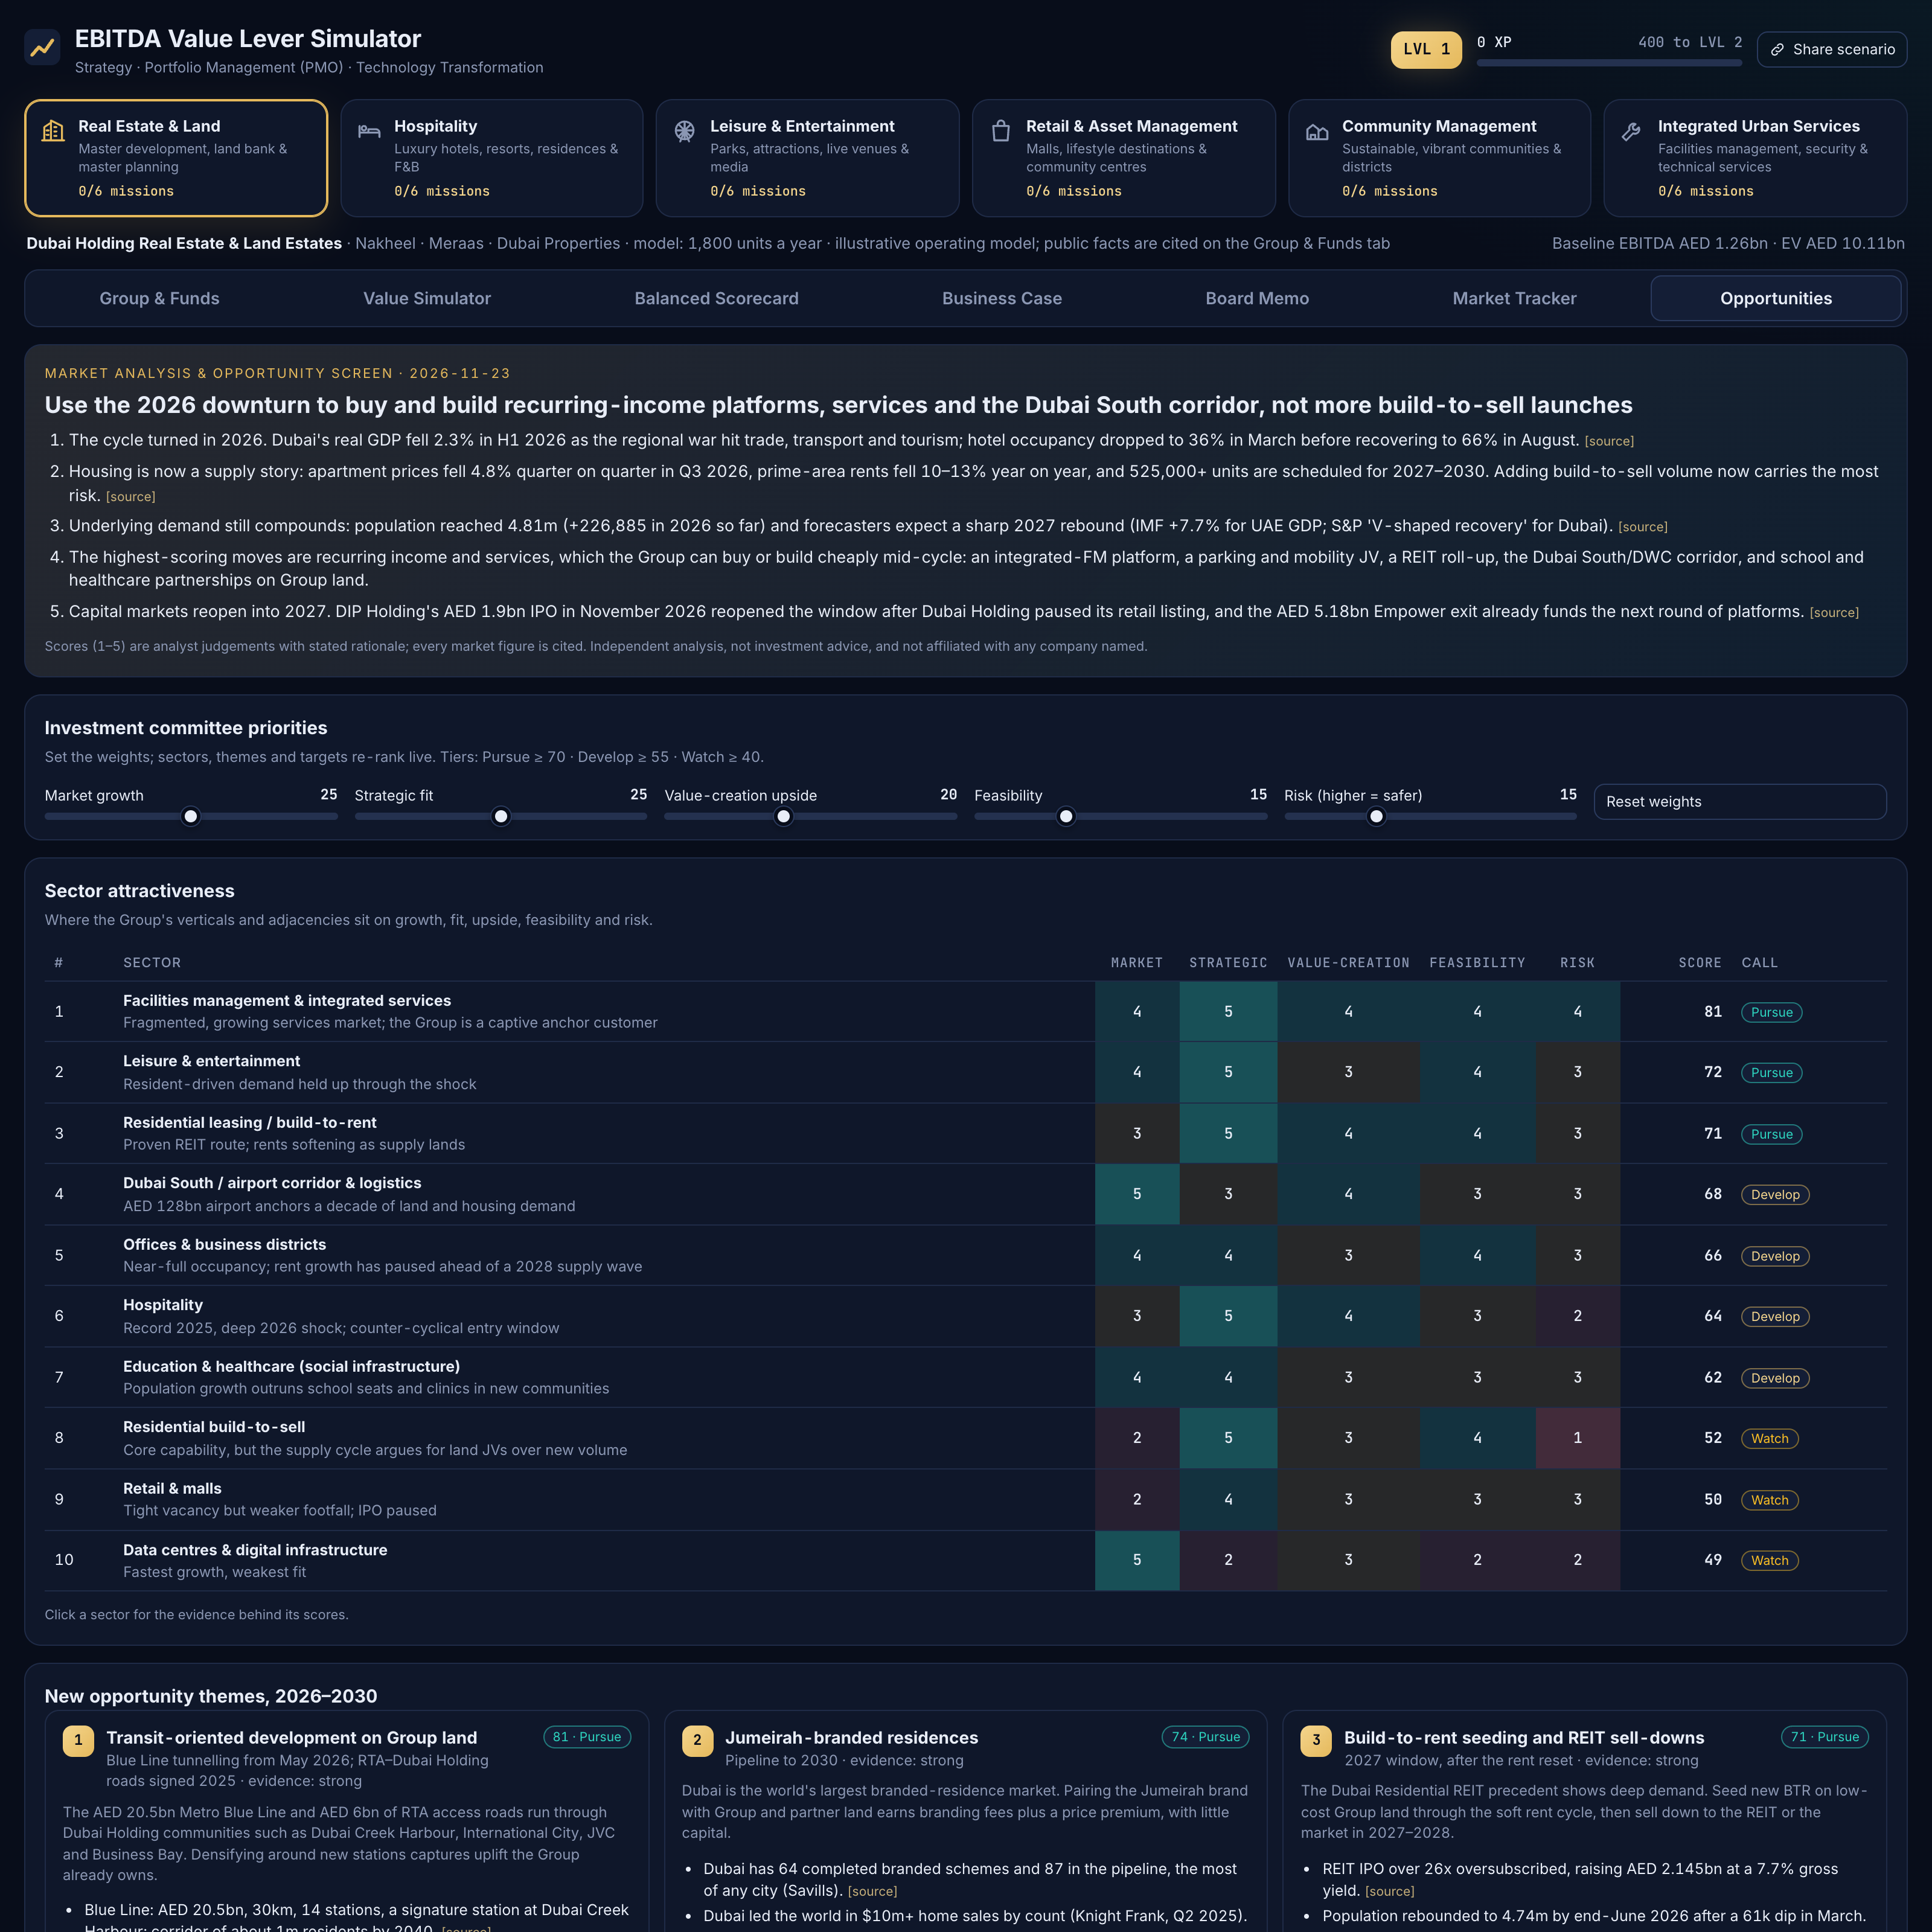 EBITDA Value Lever Simulator
Strategy · Portfolio Management (PMO) · Technology Transformation
LVL 1
0 XP
400 to LVL 2
Share scenario
Real Estate & Land
Master development, land bank &
master planning
0/6 missions
Hospitality
Luxury hotels, resorts, residences &
F&B
0/6 missions
Leisure & Entertainment
Parks, attractions, live venues &
media
0/6 missions
Retail & Asset Management
Malls, lifestyle destinations &
community centres
0/6 missions
Community Management
Sustainable, vibrant communities &
districts
0/6 missions
Integrated Urban Services
Facilities management, security &
technical services
0/6 missions
Dubai Holding Real Estate & Land Estates · Nakheel · Meraas · Dubai Properties · model: 1,800 units a year · illustrative operating model; public facts are cited on the Group & Funds tab
Baseline EBITDA AED 1.26bn · EV AED 10.11bn
Group & Funds
Value Simulator
Balanced Scorecard
Business Case
Board Memo
Market Tracker
Opportunities
MARKET ANALYSIS & OPPORTUNITY SCREEN · 2026-11-23
Use the 2026 downturn to buy and build recurring-income platforms, services and the Dubai South corridor, not more build-to-sell launches
1. The cycle turned in 2026. Dubai's real GDP fell 2.3% in H1 2026 as the regional war hit trade, transport and tourism; hotel occupancy dropped to 36% in March before recovering to 66% in August. [source]
2. Housing is now a supply story: apartment prices fell 4.8% quarter on quarter in Q3 2026, prime-area rents fell 10–13% year on year, and 525,000+ units are scheduled for 2027–2030. Adding build-to-sell volume now carries the most
risk. [source]
3. Underlying demand still compounds: population reached 4.81m (+226,885 in 2026 so far) and forecasters expect a sharp 2027 rebound (IMF +7.7% for UAE GDP; S&P 'V-shaped recovery' for Dubai). [source]
4. The highest-scoring moves are recurring income and services, which the Group can buy or build cheaply mid-cycle: an integrated-FM platform, a parking and mobility JV, a REIT roll-up, the Dubai South/DWC corridor, and school and
healthcare partnerships on Group land.
5. Capital markets reopen into 2027. DIP Holding's AED 1.9bn IPO in November 2026 reopened the window after Dubai Holding paused its retail listing, and the AED 5.18bn Empower exit already funds the next round of platforms. [source]
Scores (1–5) are analyst judgements with stated rationale; every market figure is cited. Independent analysis, not investment advice, and not affiliated with any company named.
Investment committee priorities
Set the weights; sectors, themes and targets re-rank live. Tiers: Pursue ≥ 70 · Develop ≥ 55 · Watch ≥ 40.
Market growth 25
Strategic fit 25
Value-creation upside 20
Feasibility 15
Risk (higher = safer) 15
Reset weights
Sector attractiveness
Where the Group's verticals and adjacencies sit on growth, fit, upside, feasibility and risk.
# SECTOR MARKET STRATEGIC VALUE-CREATION FEASIBILITY RISK SCORE CALL
1 Facilities management & integrated services 4 5 4 4 4 81 Pursue
Fragmented, growing services market; the Group is a captive anchor customer
2 Leisure & entertainment 4 5 3 4 3 72 Pursue
Resident-driven demand held up through the shock
3 Residential leasing / build-to-rent 3 5 4 4 3 71 Pursue
Proven REIT route; rents softening as supply lands
4 Dubai South / airport corridor & logistics 5 3 4 3 3 68 Develop
AED 128bn airport anchors a decade of land and housing demand
5 Offices & business districts 4 4 3 4 3 66 Develop
Near-full occupancy; rent growth has paused ahead of a 2028 supply wave
6 Hospitality 3 5 4 3 2 64 Develop
Record 2025, deep 2026 shock; counter-cyclical entry window
7 Education & healthcare (social infrastructure) 4 4 3 3 3 62 Develop
Population growth outruns school seats and clinics in new communities
8 Residential build-to-sell 2 5 3 4 1 52 Watch
Core capability, but the supply cycle argues for land JVs over new volume
9 Retail & malls 2 4 3 3 3 50 Watch
Tight vacancy but weaker footfall; IPO paused
10 Data centres & digital infrastructure 5 2 3 2 2 49 Watch
Fastest growth, weakest fit
Click a sector for the evidence behind its scores.
New opportunity themes, 2026–2030
1 Transit-oriented development on Group land 81 · Pursue
Blue Line tunnelling from May 2026; RTA–Dubai Holding
roads signed 2025 · evidence: strong
The AED 20.5bn Metro Blue Line and AED 6bn of RTA access roads run through
Dubai Holding communities such as Dubai Creek Harbour, International City, JVC
and Business Bay. Densifying around new stations captures uplift the Group
already owns.
• Blue Line: AED 20.5bn, 30km, 14 stations, a signature station at Dubai Creek
Harbour; corridor of about 1m residents by 2040. [source]
2 Jumeirah-branded residences 74 · Pursue
Pipeline to 2030 · evidence: strong
Dubai is the world's largest branded-residence market. Pairing the Jumeirah brand
with Group and partner land earns branding fees plus a price premium, with little
capital.
• Dubai has 64 completed branded schemes and 87 in the pipeline, the most
of any city (Savills). [source]
• Dubai led the world in $10m+ home sales by count (Knight Frank, Q2 2025).
3 Build-to-rent seeding and REIT sell-downs 71 · Pursue
2027 window, after the rent reset · evidence: strong
The Dubai Residential REIT precedent shows deep demand. Seed new BTR on low-
cost Group land through the soft rent cycle, then sell down to the REIT or the
market in 2027–2028.
• REIT IPO over 26x oversubscribed, raising AED 2.145bn at a 7.7% gross
yield. [source]
• Population rebounded to 4.74m by end-June 2026 after a 61k dip in March.